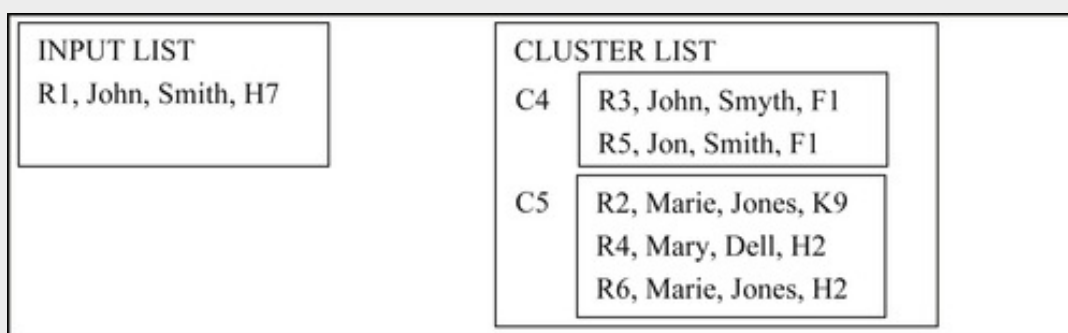 INPUT LIST
R1, John, Smith, H7
CLUSTER LIST
C4
R3, John, Smyth, F1
R5, Jon, Smith, F1
C5
R2, Marie, Jones, K9
R4, Mary, Dell, H2
R6, Marie, Jones, H2